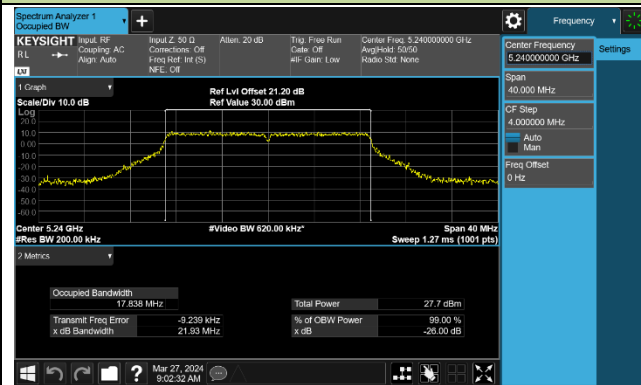 Spectrum Analyzer 1
Occupied BW
Frequency
KEYSIGHT
RL
Input: RF
Coupling: AC
Align: Auto
Input Z: 50 Ω
Corrections: Off
Freq Ref: Int (S)
NFE: Off
Atten: 20 dB
Trig: Free Run
Gate: Off
#IF Gain: Low
Center Freq: 5.240000000 GHz
Avg|Hold: 50/50
Radio Std: None
LXI
Center Frequency
5.240000000 GHz
Settings
Span
40.000 MHz
CF Step
4.000000 MHz
Auto
Man
Freq Offset
0 Hz
1 Graph
Scale/Div 10.0 dB
Ref Lvl Offset 21.20 dB
Ref Value 30.00 dBm
Log
20.0
10.0
0.00
-10.0
-20.0
-30.0
-40.0
-50.0
-60.0
Center 5.24 GHz
#Res BW 200.00 kHz
#Video BW 620.00 kHz*
Span 40 MHz
Sweep 1.27 ms (1001 pts)
2 Metrics
Occupied Bandwidth
17.838 MHz
Total Power 27.7 dBm
Transmit Freq Error -9.239 kHz
% of OBW Power 99.00 %
x dB Bandwidth 21.93 MHz
x dB -26.00 dB
?
Mar 27, 2024
9:02:32 AM